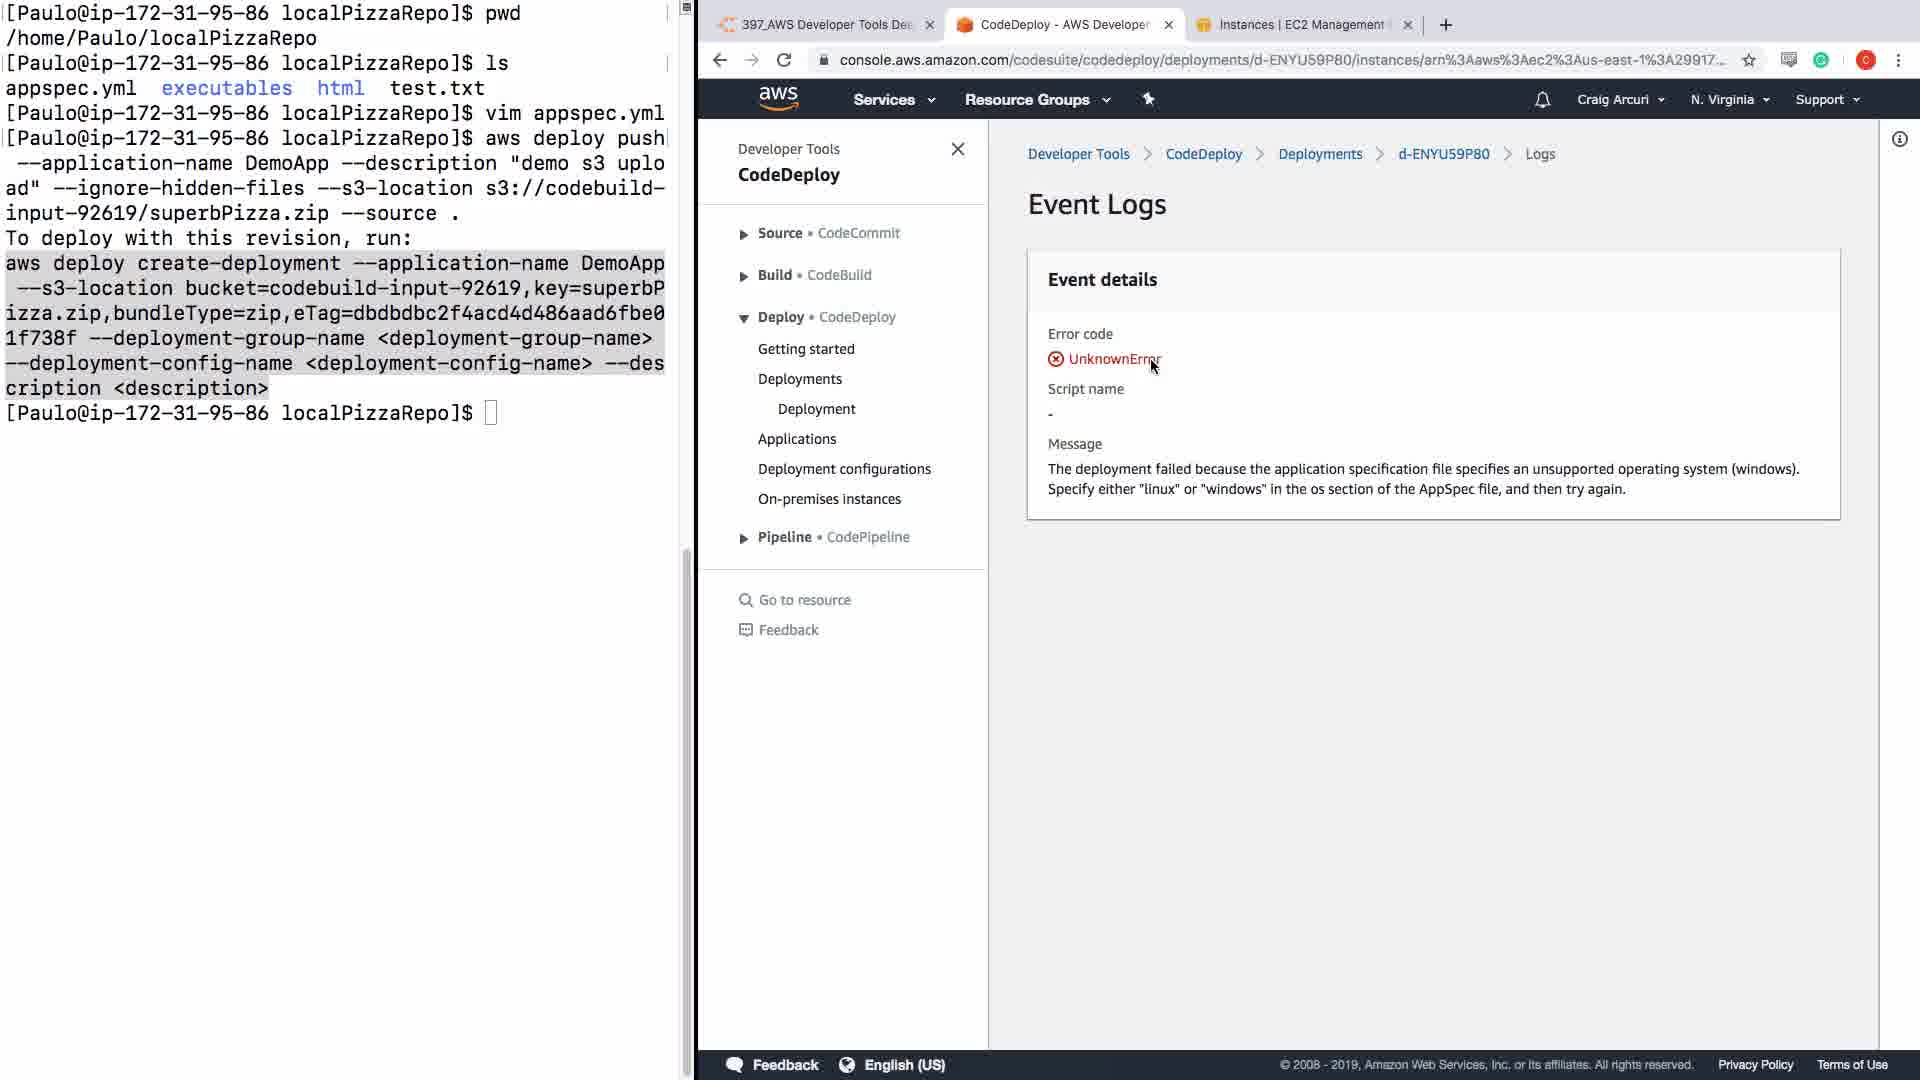 [Paulo@ip-172-31-95-86 localPizzaRepo]$ pwd
/home/Paulo/localPizzaRepo
[Paulo@ip-172-31-95-86 localPizzaRepo]$ ls
appspec.yml  executables  html  test.txt
[Paulo@ip-172-31-95-86 localPizzaRepo]$ vim appspec.yml
[Paulo@ip-172-31-95-86 localPizzaRepo]$ aws deploy push
 --application-name DemoApp --description "demo s3 uplo
ad" --ignore-hidden-files --s3-location s3://codebuild-
input-92619/superbPizza.zip --source .
To deploy with this revision, run:
aws deploy create-deployment --application-name DemoApp
 --s3-location bucket=codebuild-input-92619,key=superbP
izza.zip,bundleType=zip,eTag=dbdbdbc2f4acd4d486aad6fbe0
1f738f --deployment-group-name <deployment-group-name>
--deployment-config-name <deployment-config-name> --des
cription <description>
[Paulo@ip-172-31-95-86 localPizzaRepo]$
397_AWS Developer Tools De
CodeDeploy - AWS Developer
Instances | EC2 Management
console.aws.amazon.com/codesuite/codedeploy/deployments/d-ENYU59P80/instances/arn%3Aaws%3Aec2%3Aus-east-1%3A29917...
C
aws
Services
Resource Groups
Craig Arcuri
N. Virginia
Support
Developer Tools
CodeDeploy
Source • CodeCommit
Build • CodeBuild
Deploy • CodeDeploy
Getting started
Deployments
Deployment
Applications
Deployment configurations
On-premises instances
Pipeline • CodePipeline
Go to resource
Feedback
Developer Tools > CodeDeploy > Deployments > d-ENYU59P80 > Logs
Event Logs
Event details
Error code
UnknownError
Script name
-
Message
The deployment failed because the application specification file specifies an unsupported operating system (windows).
Specify either "linux" or "windows" in the os section of the AppSpec file, and then try again.
Feedback
English (US)
© 2008 - 2019, Amazon Web Services, Inc. or its affiliates. All rights reserved.
Privacy Policy
Terms of Use